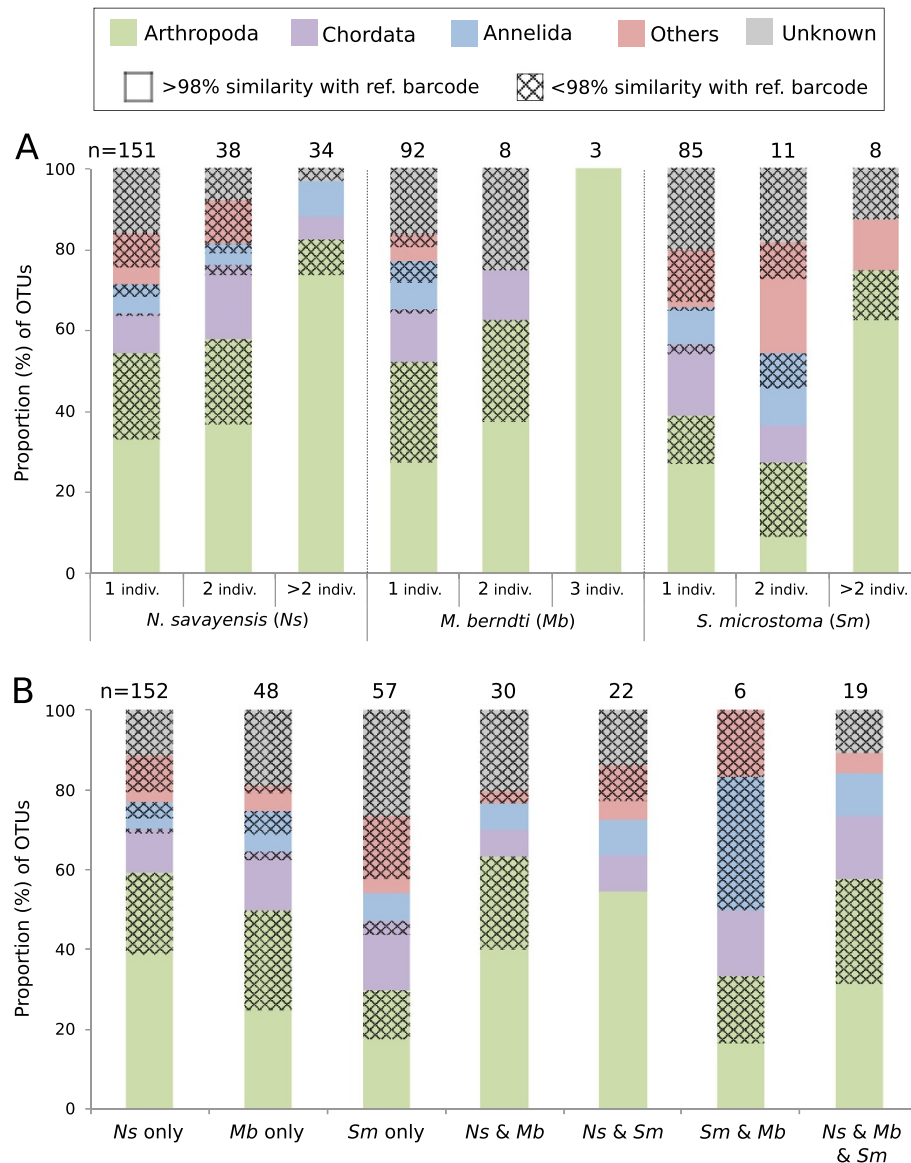 Arthropoda Chordata Annelida Others Unknown
>98% similarity with ref. barcode <98% similarity with ref. barcode
A
n=151 38 34 92 8 3 85 11 8
Proportion (%) of OTUs
100
80
60
40
20
0
1 indiv. 2 indiv. >2 indiv. 1 indiv. 2 indiv. 3 indiv. 1 indiv. 2 indiv. >2 indiv.
N. savayensis (Ns) M. berndti (Mb) S. microstoma (Sm)
B
n=152 48 57 30 22 6 19
Proportion (%) of OTUs
100
80
60
40
20
0
Ns only Mb only Sm only Ns & Mb Ns & Sm Sm & Mb Ns & Mb
& Sm